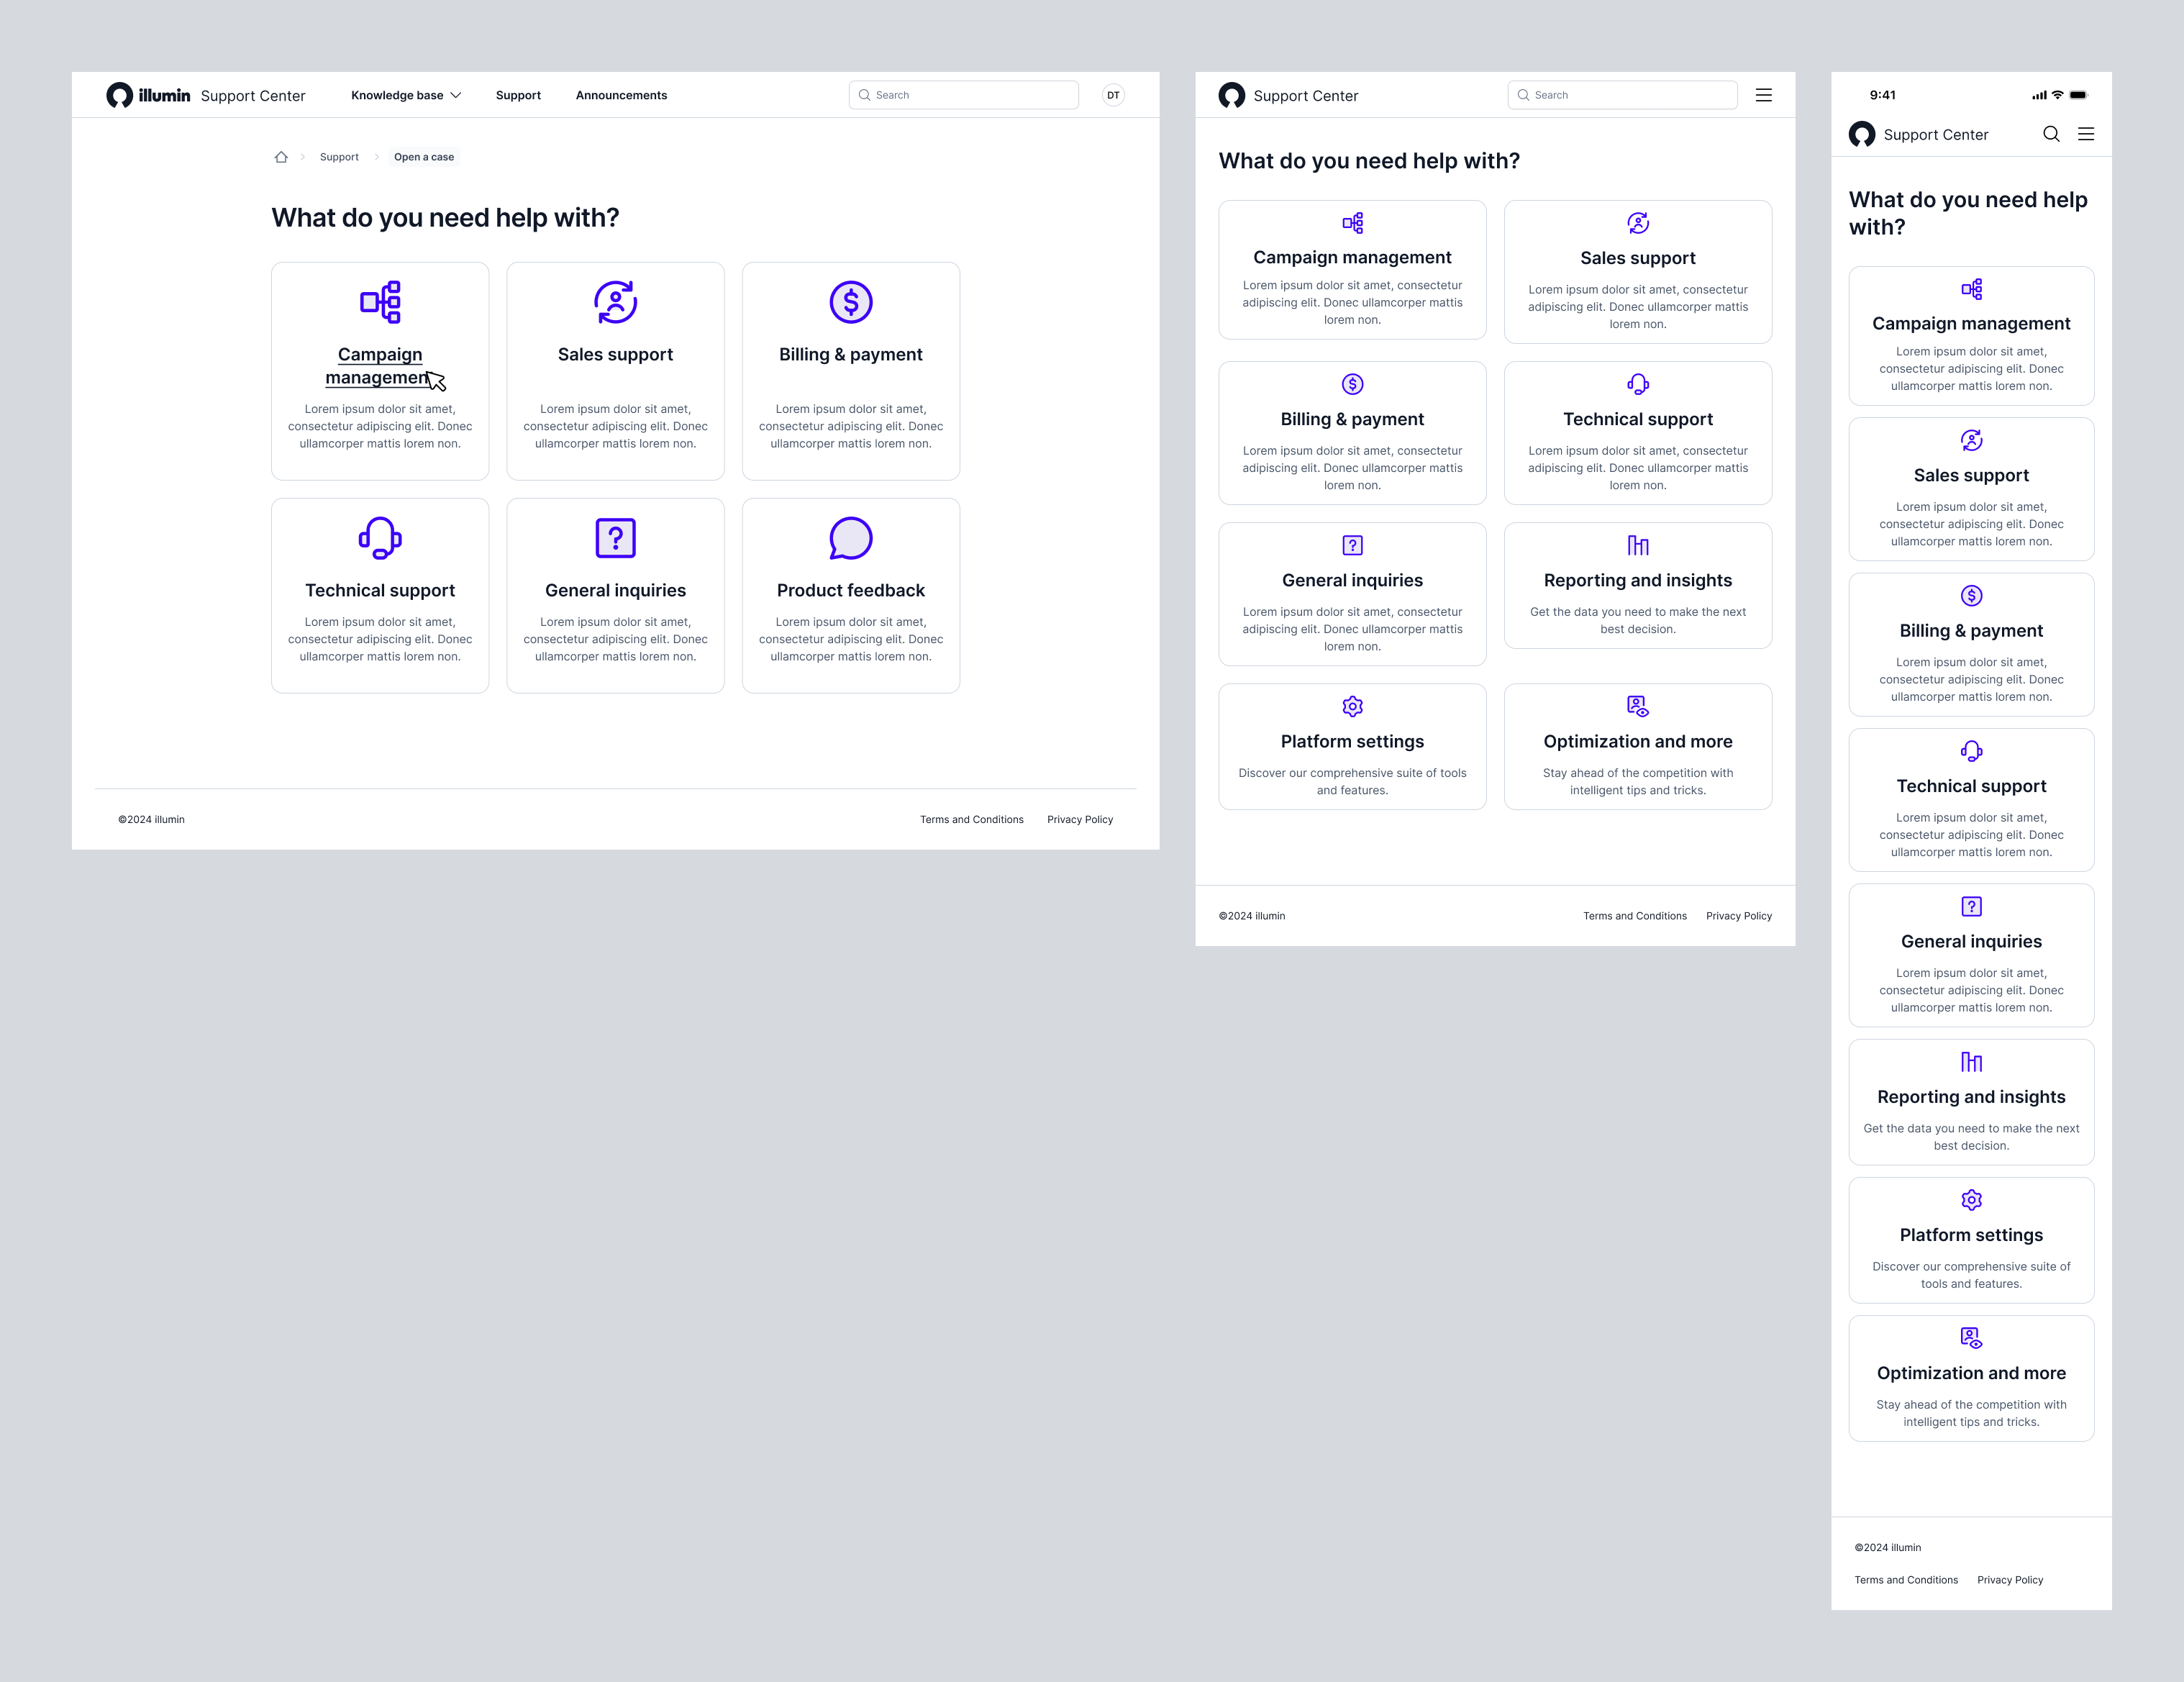 illumin Support Center Knowledge base Support Announcements Search DT
Support Open a case
What do you need help with?
Campaign
managemen
Sales support
Billing & payment
Lorem ipsum dolor sit amet,
consectetur adipiscing elit. Donec
ullamcorper mattis lorem non.
Lorem ipsum dolor sit amet,
consectetur adipiscing elit. Donec
ullamcorper mattis lorem non.
Lorem ipsum dolor sit amet,
consectetur adipiscing elit. Donec
ullamcorper mattis lorem non.
Technical support
Lorem ipsum dolor sit amet,
consectetur adipiscing elit. Donec
ullamcorper mattis lorem non.
General inquiries
Lorem ipsum dolor sit amet,
consectetur adipiscing elit. Donec
ullamcorper mattis lorem non.
Product feedback
Lorem ipsum dolor sit amet,
consectetur adipiscing elit. Donec
ullamcorper mattis lorem non.
©2024 illumin Terms and Conditions Privacy Policy
Support Center Search
What do you need help with?
Campaign management
Lorem ipsum dolor sit amet, consectetur
adipiscing elit. Donec ullamcorper mattis
lorem non.
Sales support
Lorem ipsum dolor sit amet, consectetur
adipiscing elit. Donec ullamcorper mattis
lorem non.
Billing & payment
Lorem ipsum dolor sit amet, consectetur
adipiscing elit. Donec ullamcorper mattis
lorem non.
Technical support
Lorem ipsum dolor sit amet, consectetur
adipiscing elit. Donec ullamcorper mattis
lorem non.
General inquiries
Lorem ipsum dolor sit amet, consectetur
adipiscing elit. Donec ullamcorper mattis
lorem non.
Reporting and insights
Get the data you need to make the next
best decision.
Platform settings
Discover our comprehensive suite of tools
and features.
Optimization and more
Stay ahead of the competition with
intelligent tips and tricks.
©2024 illumin Terms and Conditions Privacy Policy
9:41
Support Center
What do you need help
with?
Campaign management
Lorem ipsum dolor sit amet,
consectetur adipiscing elit. Donec
ullamcorper mattis lorem non.
Sales support
Lorem ipsum dolor sit amet,
consectetur adipiscing elit. Donec
ullamcorper mattis lorem non.
Billing & payment
Lorem ipsum dolor sit amet,
consectetur adipiscing elit. Donec
ullamcorper mattis lorem non.
Technical support
Lorem ipsum dolor sit amet,
consectetur adipiscing elit. Donec
ullamcorper mattis lorem non.
General inquiries
Lorem ipsum dolor sit amet,
consectetur adipiscing elit. Donec
ullamcorper mattis lorem non.
Reporting and insights
Get the data you need to make the next
best decision.
Platform settings
Discover our comprehensive suite of
tools and features.
Optimization and more
Stay ahead of the competition with
intelligent tips and tricks.
©2024 illumin
Terms and Conditions Privacy Policy